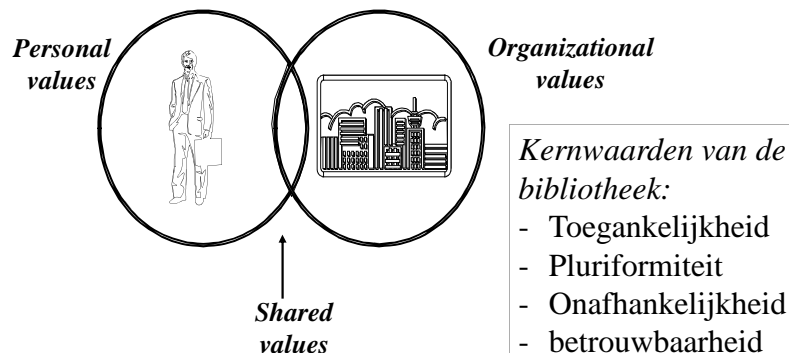 Personal
values
Organizational
values
Kernwaarden van de
bibliotheek:
- Toegankelijkheid
- Pluriformiteit
- Onafhankelijkheid
- betrouwbaarheid
Shared
values